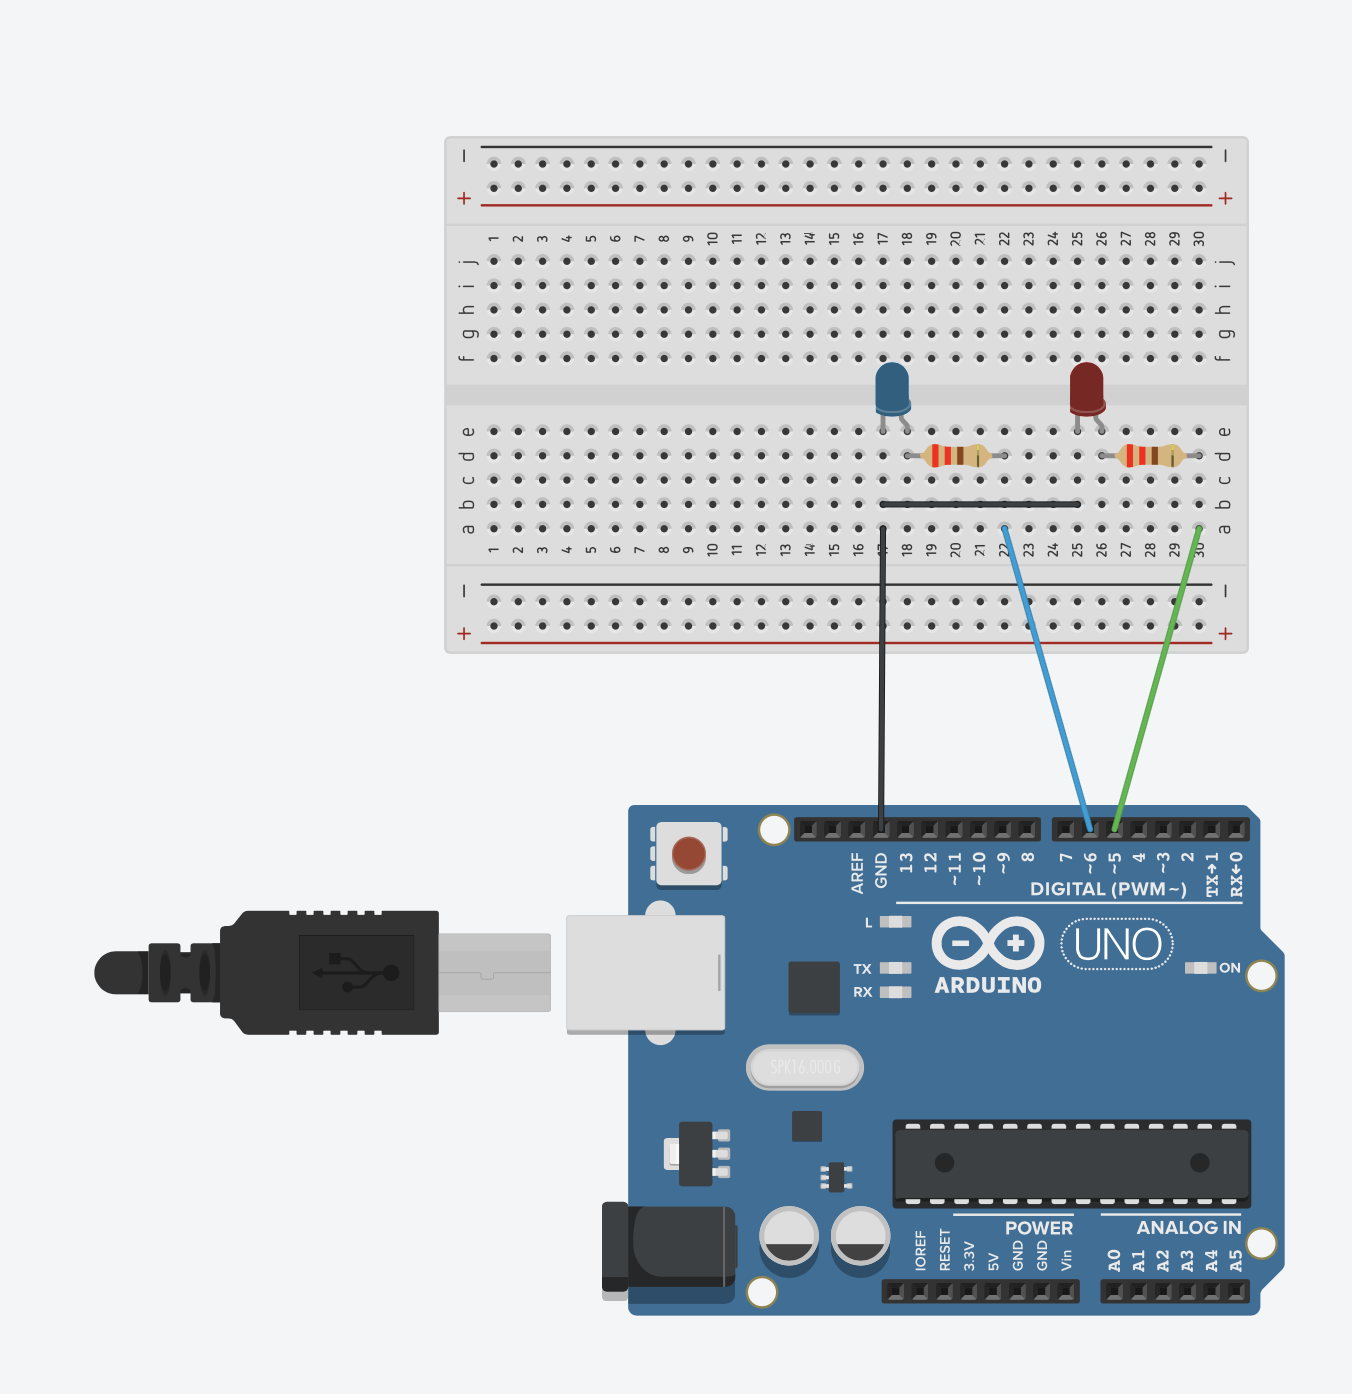 − −
+ +
1 2 3 4 5 6 7 8 9 10 11 12 13 14 15 16 17 18 19 20 21 22 23 24 25 26 27 28 29 30
j j
i i
h h
g g
f f
e e
d d
c c
b b
a a
1 2 3 4 5 6 7 8 9 10 11 12 13 14 15 16 17 18 19 20 21 22 23 24 25 26 27 28 29 30
− −
+ +
AREF GND 13 12 ~11 ~10 ~9 8 7 ~6 ~5 4 ~3 2 TX→1 RX←0
DIGITAL (PWM~)
L
UNO
TX ON
RX ARDUINO
SPK16.000G
POWER ANALOG IN
IOREF RESET 3.3V 5V GND GND Vin A0 A1 A2 A3 A4 A5